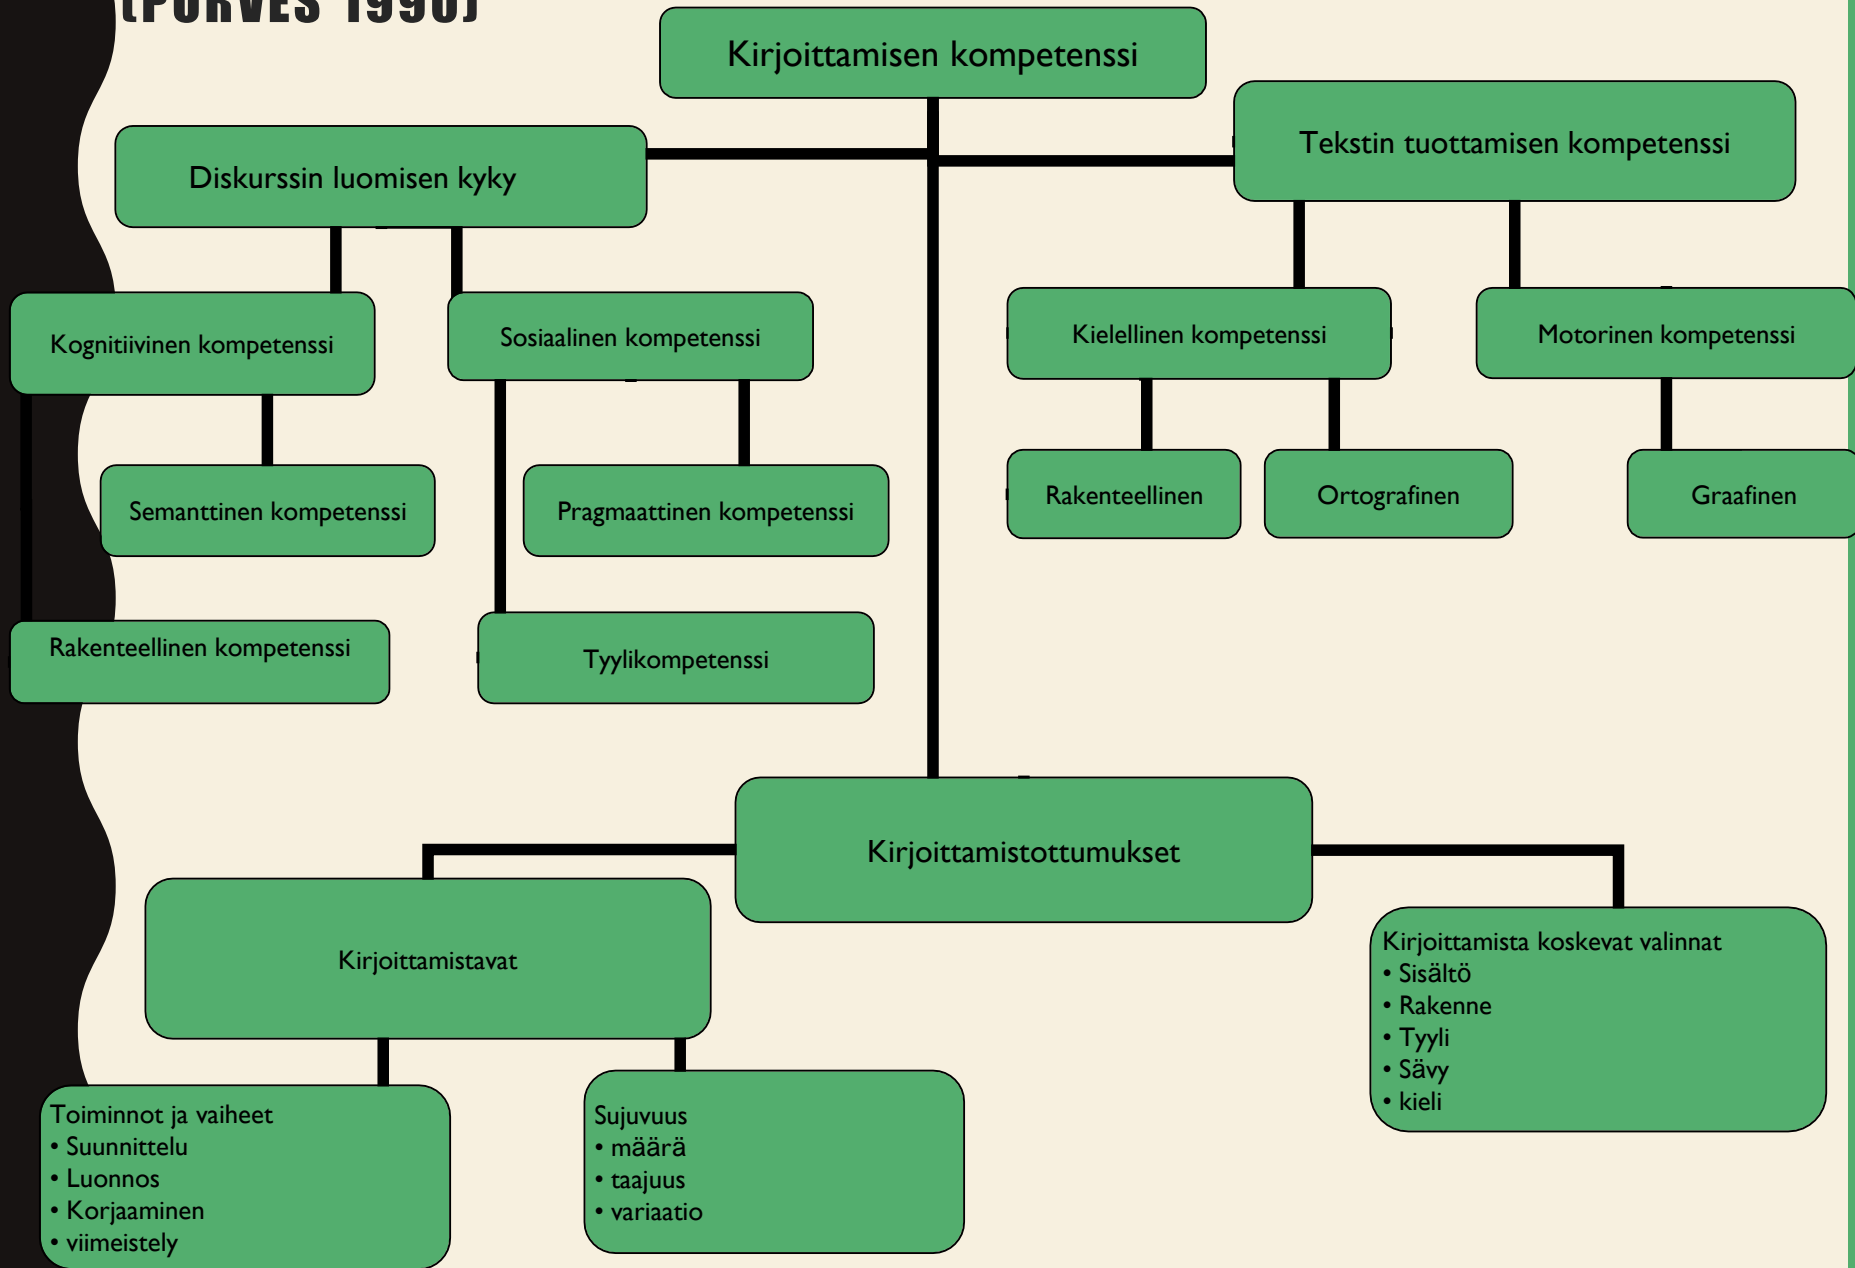 (PURVES 1990)
Kirjoittamisen kompetenssi
Diskurssin luomisen kyky
Tekstin tuottamisen kompetenssi
Kognitiivinen kompetenssi
Sosiaalinen kompetenssi
Kielellinen kompetenssi
Motorinen kompetenssi
Semanttinen kompetenssi
Pragmaattinen kompetenssi
Rakenteellinen
Ortografinen
Graafinen
Rakenteellinen kompetenssi
Tyylikompetenssi
Kirjoittamistottumukset
Kirjoittamistavat
Kirjoittamista koskevat valinnat
• Sisältö
• Rakenne
• Tyyli
• Sävy
• kieli
Toiminnot ja vaiheet
• Suunnittelu
• Luonnos
• Korjaaminen
• viimeistely
Sujuvuus
• määrä
• taajuus
• variaatio